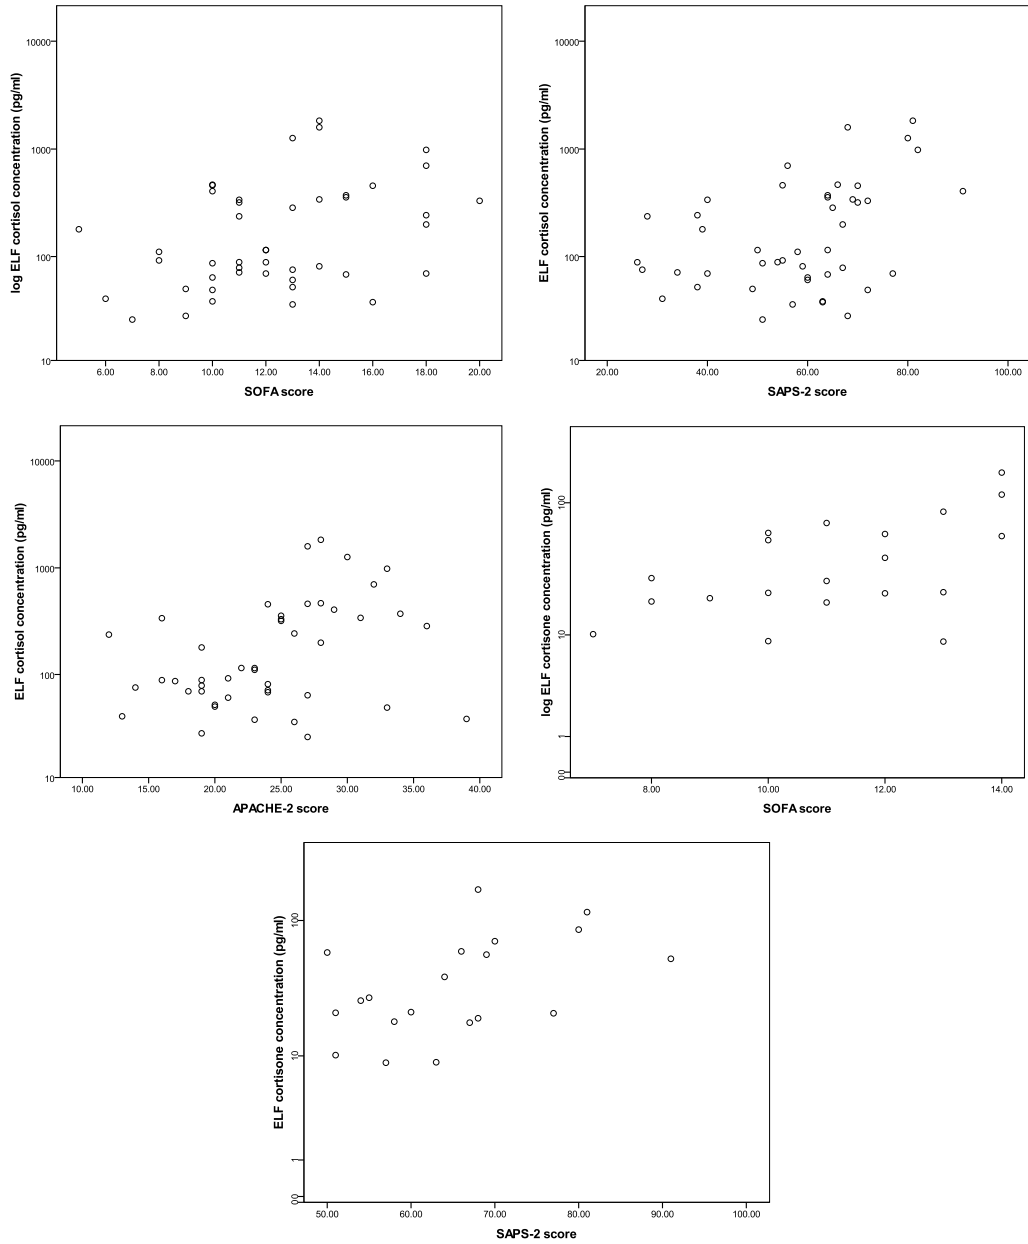 log ELF cortisol concentration (pg/ml)
10000
1000
100
10
6.00 8.00 10.00 12.00 14.00 16.00 18.00 20.00
SOFA score
ELF cortisol concentration (pg/ml)
10000
1000
100
10
20.00 40.00 60.00 80.00 100.00
SAPS-2 score
ELF cortisol concentration (pg/ml)
10000
1000
100
10
10.00 15.00 20.00 25.00 30.00 35.00 40.00
APACHE-2 score
log ELF cortisone concentration (pg/ml)
100
10
1
00
8.00 10.00 12.00 14.00
SOFA score
ELF cortisone concentration (pg/ml)
100
10
1
00
50.00 60.00 70.00 80.00 90.00 100.00
SAPS-2 score